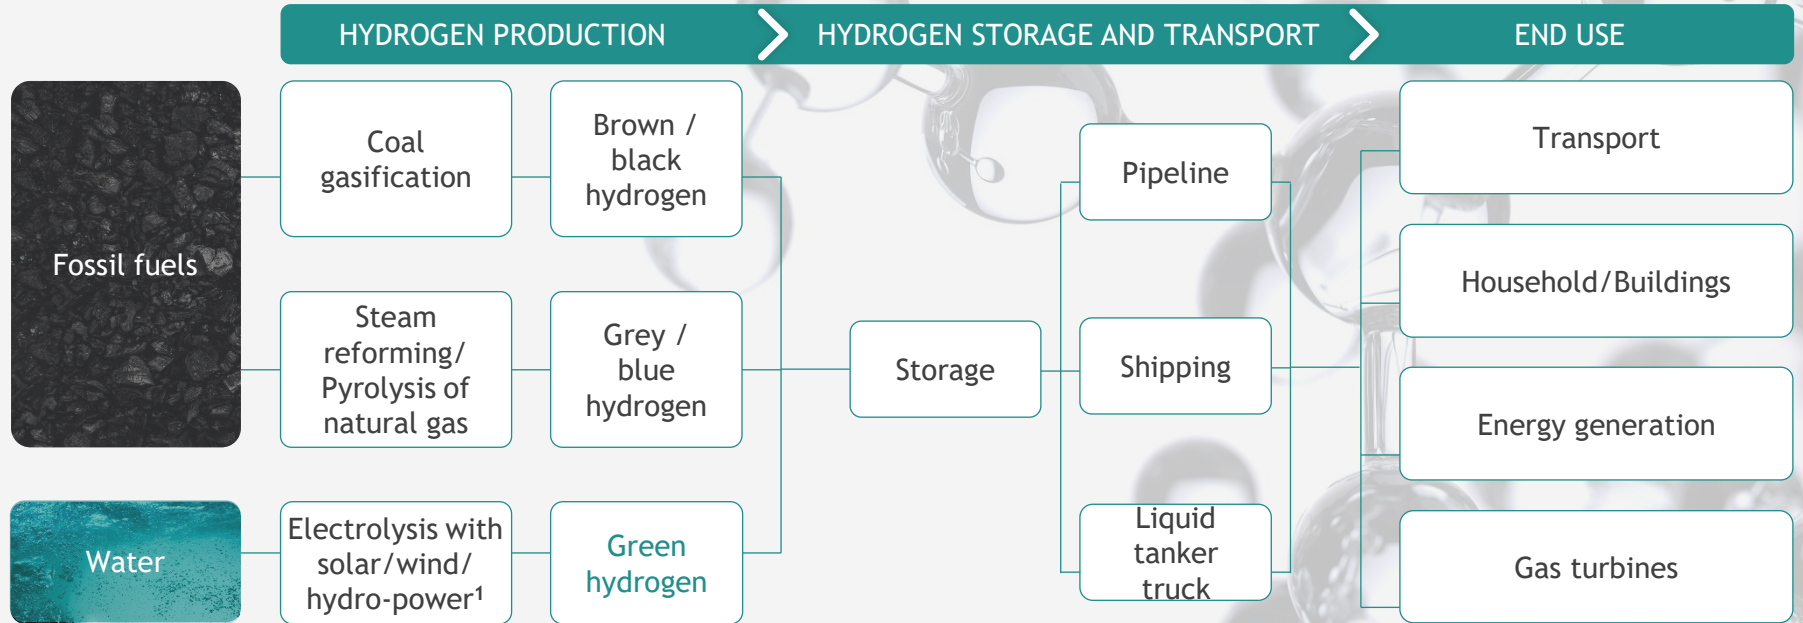 HYDROGEN PRODUCTION
HYDROGEN STORAGE AND TRANSPORT
END USE
Fossil fuels
Coal
gasification
Brown /
black
hydrogen
Steam
reforming/
Pyrolysis of
natural gas
Grey /
blue
hydrogen
Water
Electrolysis with
solar/wind/
hydro-power¹
Green
hydrogen
Storage
Pipeline
Shipping
Liquid
tanker
truck
Transport
Household/Buildings
Energy generation
Gas turbines